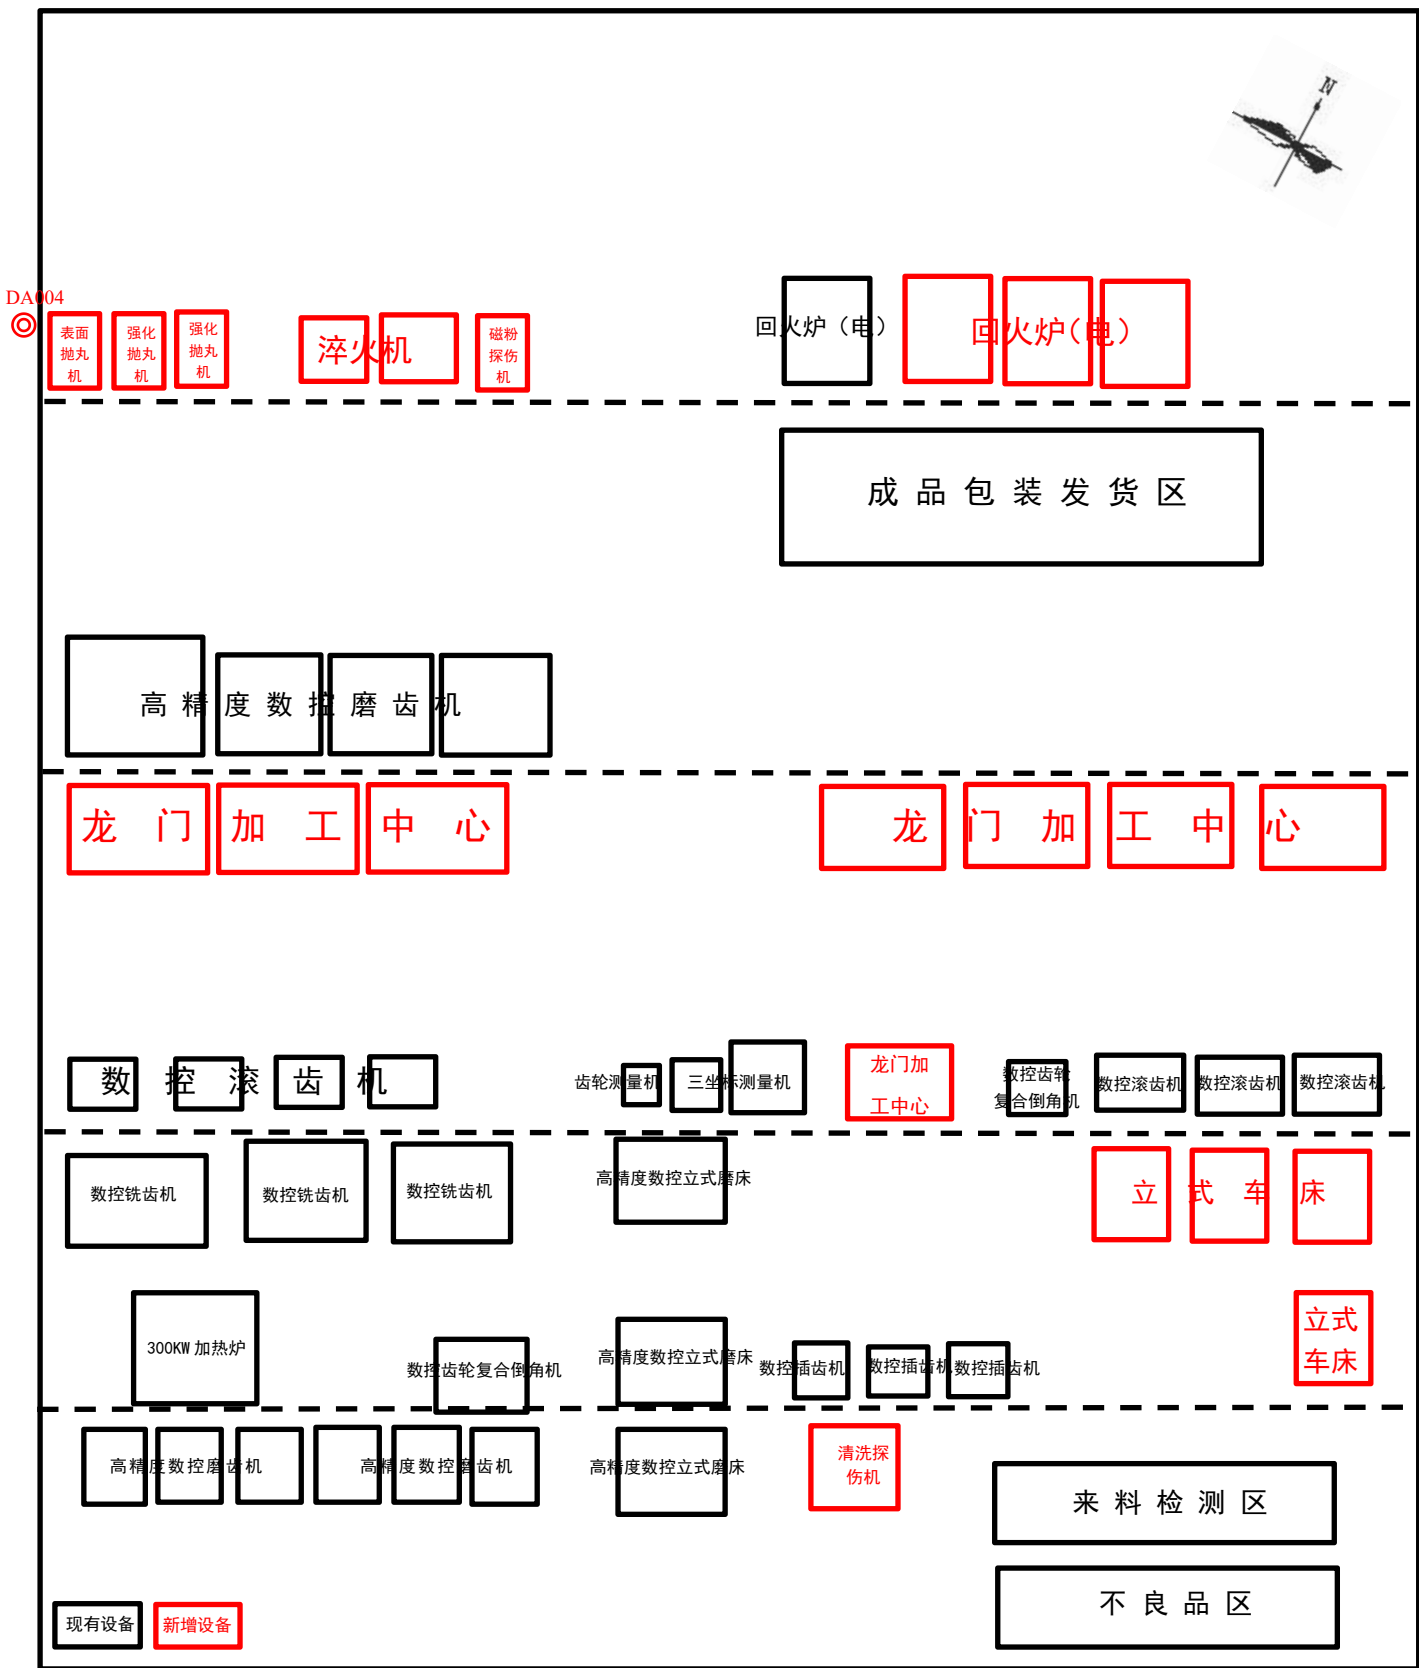 N
DA004
表面
抛丸
机
强化
抛丸
机
强化
抛丸
机
淬火机
磁粉
探伤
机
回火炉（电）
回火炉（电）
成品包装发货区
高精度数控磨齿机
龙门加工中心
龙门加工中心
数控滚齿机
齿轮测量机
三坐标测量机
龙门加
工中心
数控齿轮
复合倒角机
数控滚齿机
数控滚齿机
数控滚齿机
数控铣齿机
数控铣齿机
数控铣齿机
高精度数控立式磨床
立式车床
300KW加热炉
数控齿轮复合倒角机
高精度数控立式磨床
数控插齿机
数控插齿机
数控插齿机
立式
车床
高精度数控磨齿机
高精度数控磨齿机
高精度数控立式磨床
清洗探
伤机
来料检测区
不良品区
现有设备
新增设备